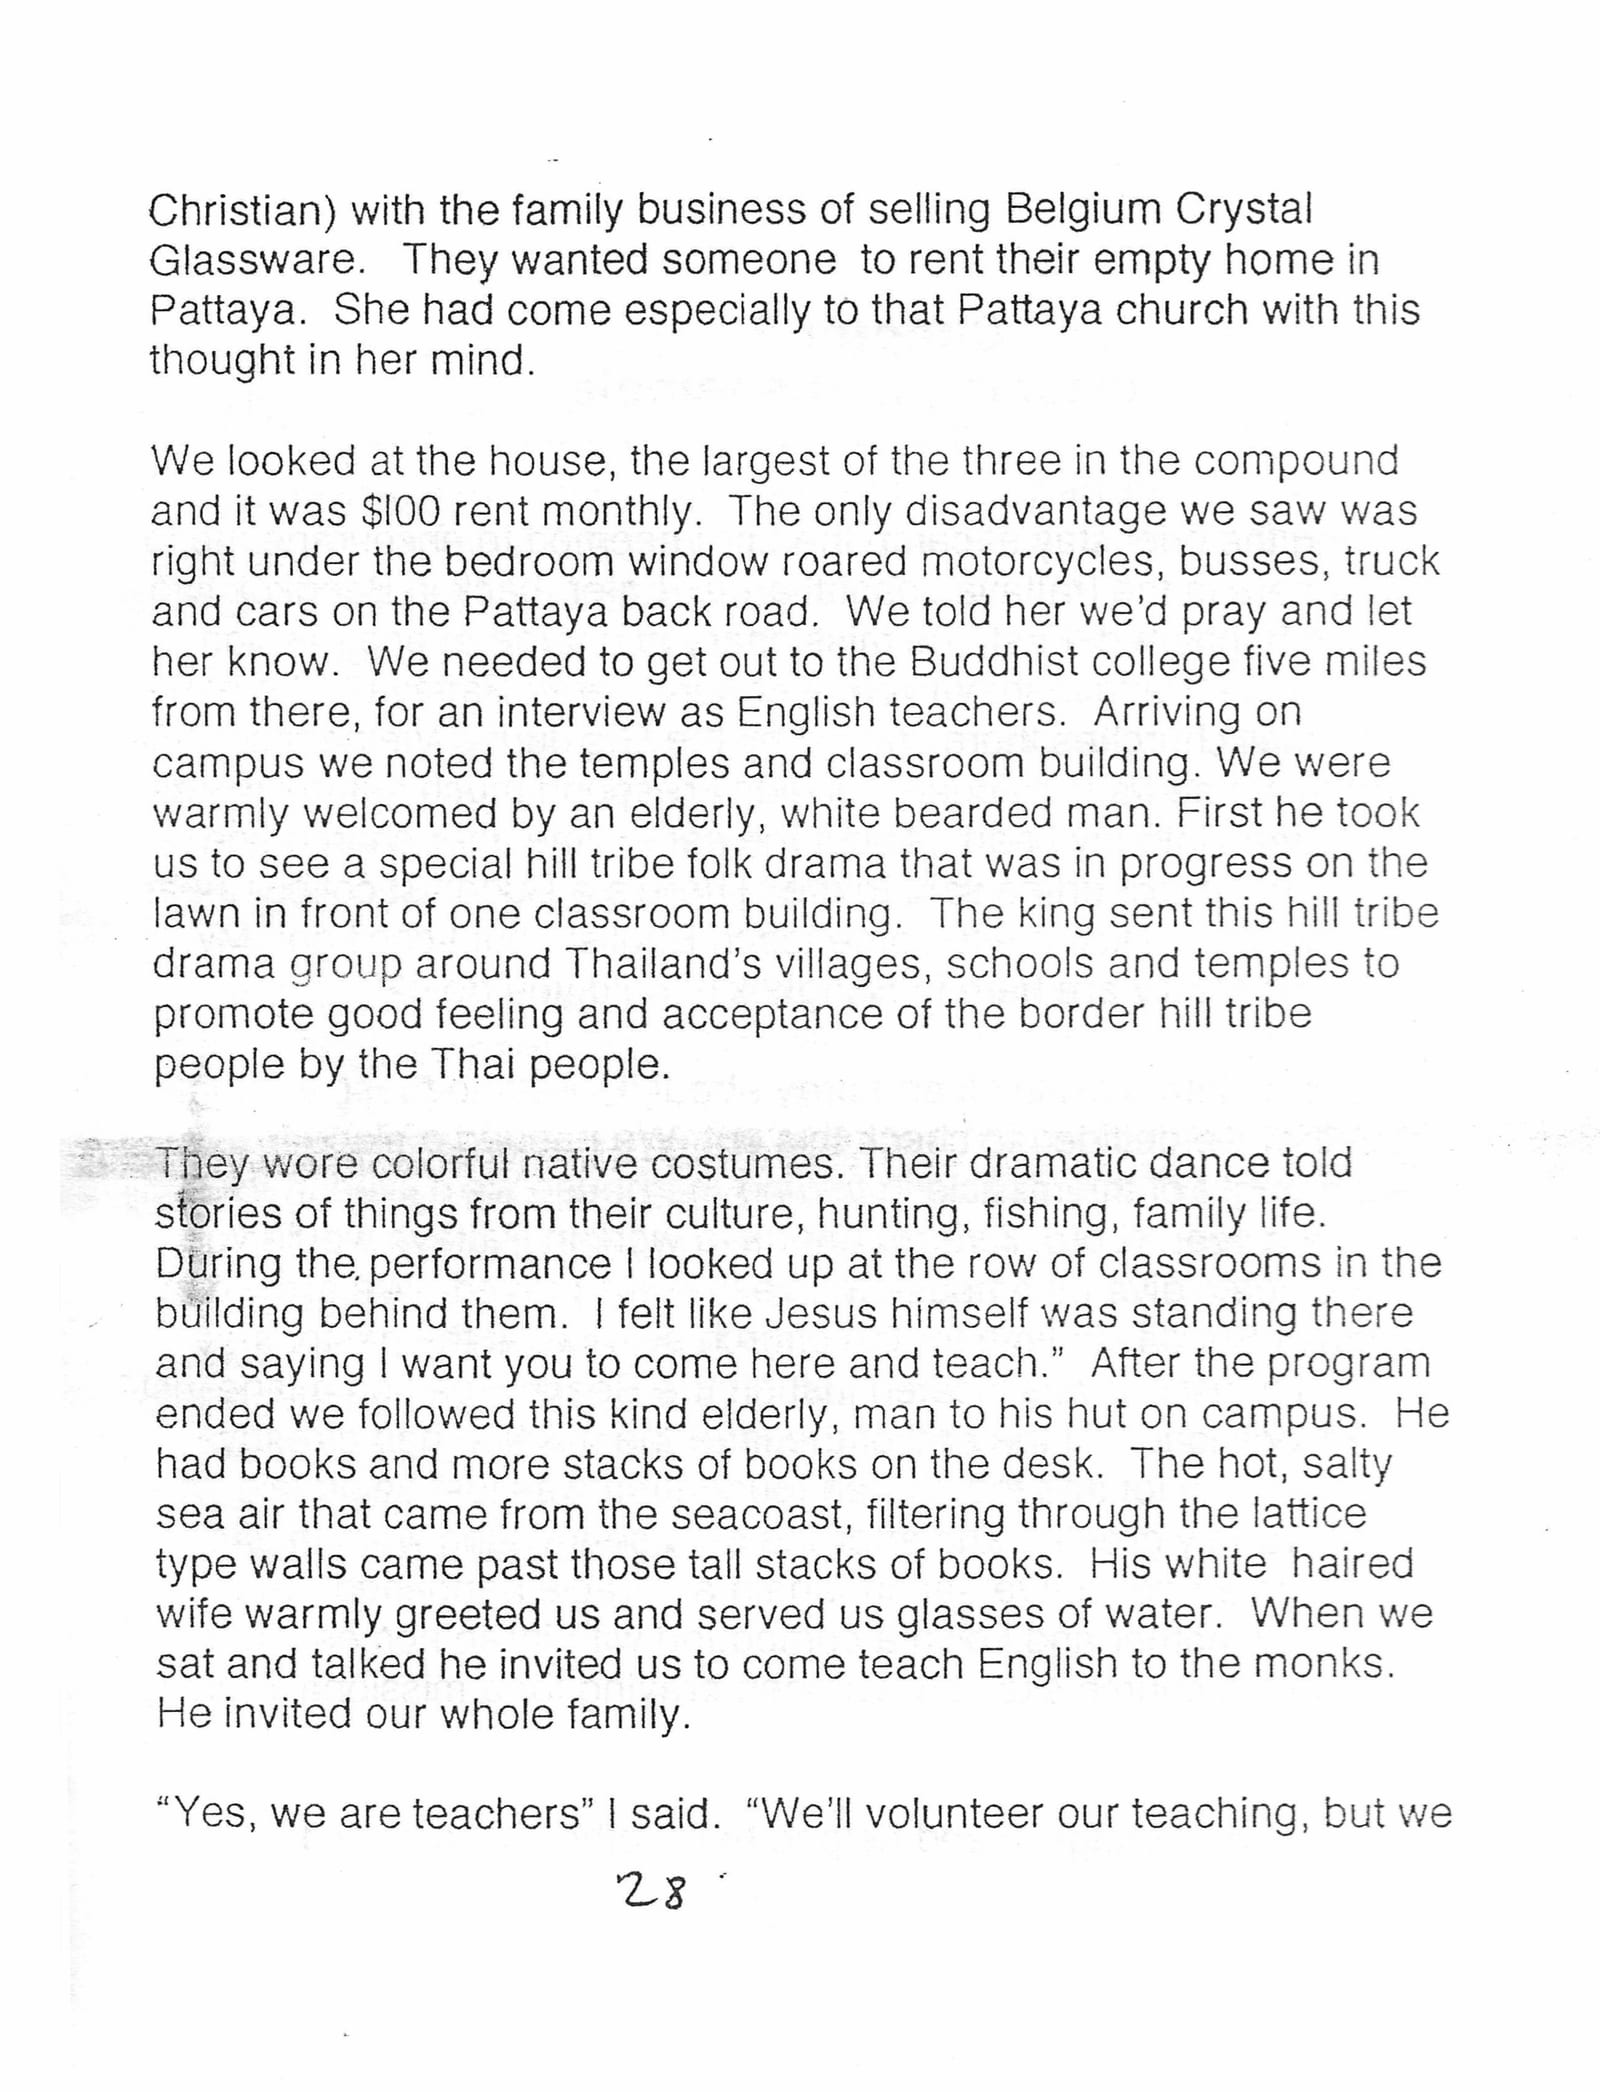 Christian) with the family business of selling Belgium Crystal
Glassware.  They wanted someone  to rent their empty home in
Pattaya.  She had come especially to that Pattaya church with this
thought in her mind.

We looked at the house, the largest of the three in the compound
and it was $l00 rent monthly.  The only disadvantage we saw was
right under the bedroom window roared motorcycles, busses, truck
and cars on the Pattaya back road.  We told her we'd pray and let
her know.  We needed to get out to the Buddhist college five miles
from there, for an interview as English teachers.  Arriving on
campus we noted the temples and classroom building. We were
warmly welcomed by an elderly, white bearded man. First he took
us to see a special hill tribe folk drama that was in progress on the
lawn in front of one classroom building.  The king sent this hill tribe
drama group around Thailand's villages, schools and temples to
promote good feeling and acceptance of the border hill tribe
people by the Thai people.

They wore colorful native costumes. Their dramatic dance told
stories of things from their culture, hunting, fishing, family life.
During the performance I looked up at the row of classrooms in the
building behind them.  I felt like Jesus himself was standing there
and saying I want you to come here and teach.”  After the program
ended we followed this kind elderly, man to his hut on campus.  He
had books and more stacks of books on the desk.  The hot, salty
sea air that came from the seacoast, filtering through the lattice
type walls came past those tall stacks of books.  His white  haired
wife warmly greeted us and served us glasses of water.  When we
sat and talked he invited us to come teach English to the monks.
He invited our whole family.

“Yes, we are teachers” I said.  “We'll volunteer our teaching, but we
28